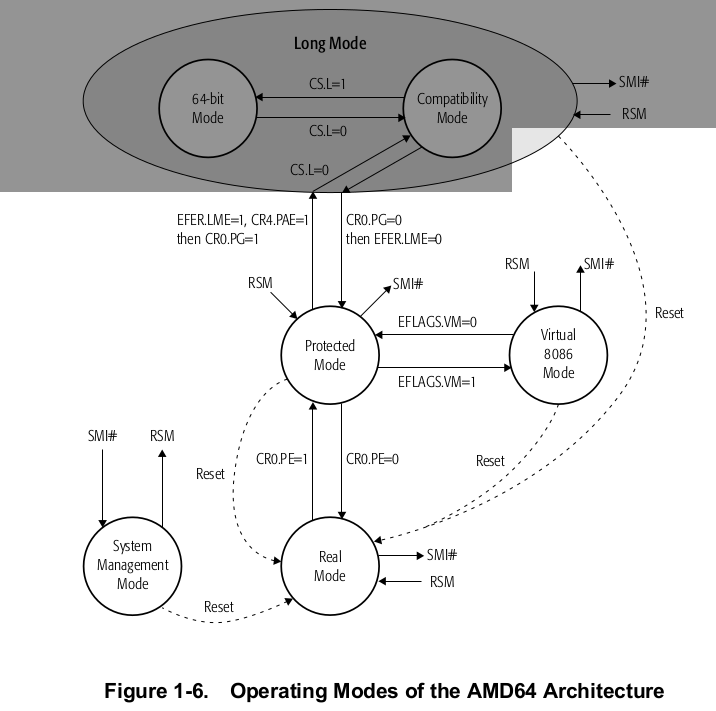 Long Mode
64-bit
Mode
CS.L=1
CS.L=0
Compatibility
Mode
SMI#
RSM
CS.L=0
EFER.LME=1, CR4.PAE=1
then CR0.PG=1
CR0.PG=0
then EFER.LME=0
RSM
SMI#
RSM
SMI#
Protected
Mode
EFLAGS.VM=0
EFLAGS.VM=1
Virtual
8086
Mode
Reset
SMI#
RSM
Reset
CR0.PE=1
CR0.PE=0
Reset
System
Management
Mode
Real
Mode
SMI#
RSM
Reset
Figure 1-6. Operating Modes of the AMD64 Architecture